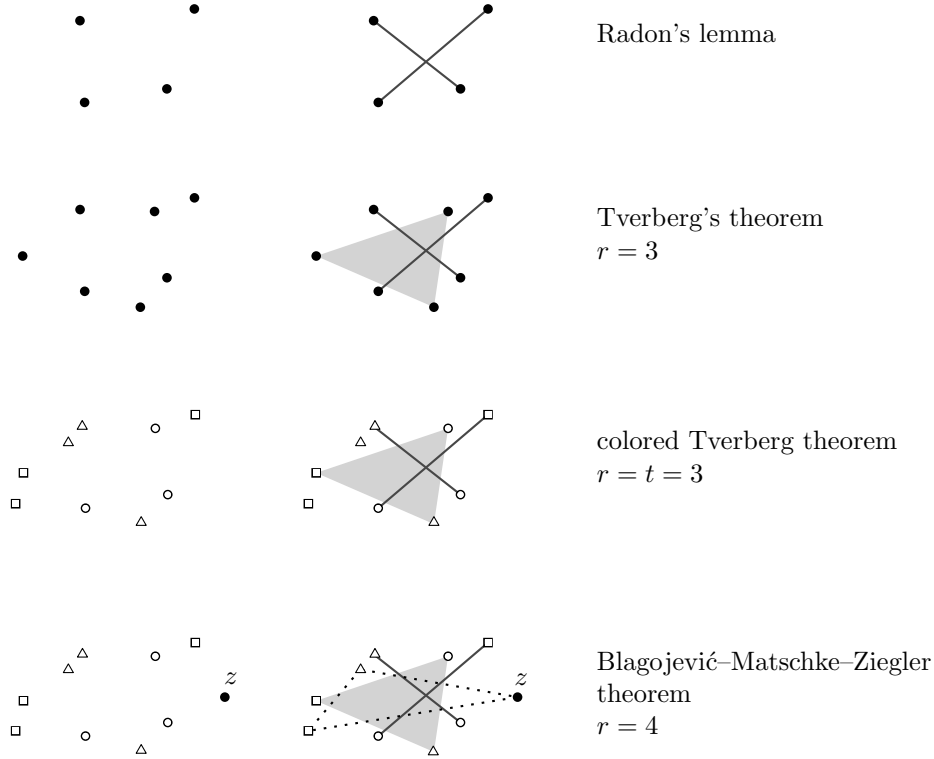 Radon's lemma
Tverberg's theorem
r = 3
colored Tverberg theorem
r = t = 3
z
z
Blagojević–Matschke–Ziegler
theorem
r = 4